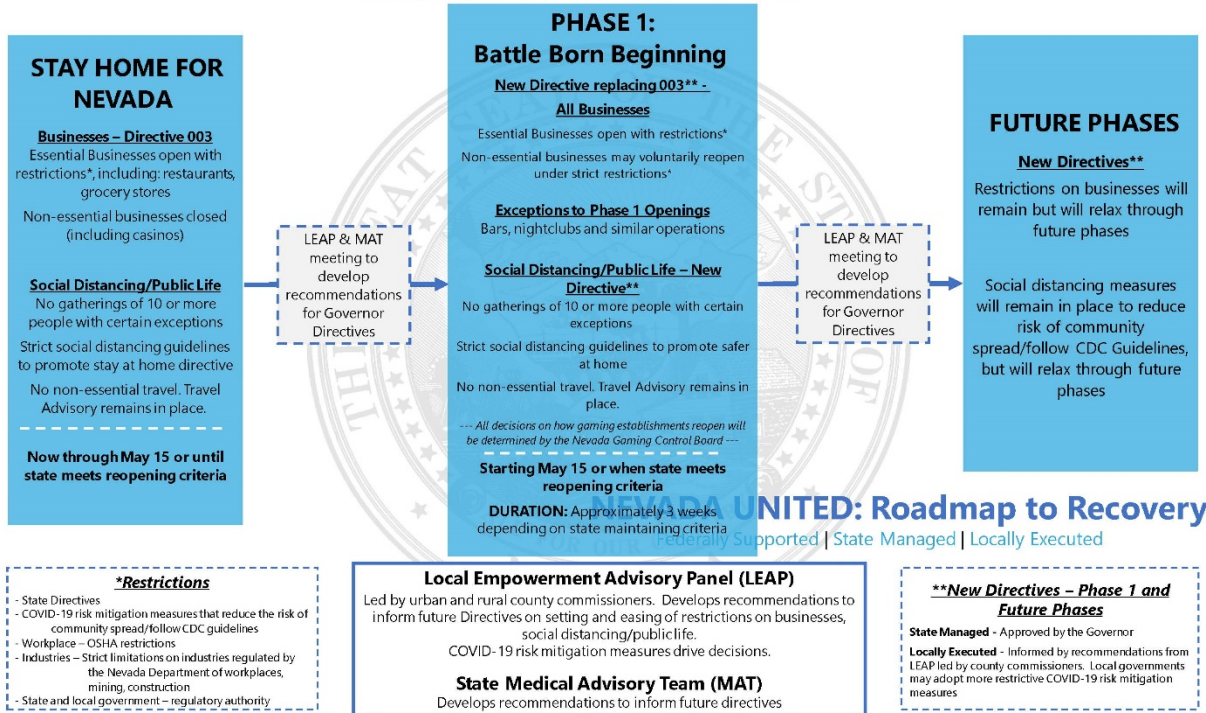 STAY HOME FOR
NEVADA
Businesses – Directive 003
Essential Businesses open with
restrictions*, including: restaurants,
grocery stores
Non-essential businesses closed
(including casinos)
Social Distancing/Public Life
No gatherings of 10 or more
people with certain exceptions
Strict social distancing guidelines
to promote stay at home directive
No non-essential travel. Travel
Advisory remains in place.
Now through May 15 or until
state meets reopening criteria
LEAP & MAT
meeting to
develop
recommendations
for Governor
Directives
PHASE 1:
Battle Born Beginning
New Directive replacing 003** -
All Businesses
Essential Businesses open with restrictions*
Non-essential businesses may voluntarily reopen
under strict restrictions*
Exceptions to Phase 1 Openings
Bars, nightclubs and similar operations
Social Distancing/Public Life – New
Directive**
No gatherings of 10 or more people with certain
exceptions
Strict social distancing guidelines to promote safer
at home
No non-essential travel. Travel Advisory remains in
place.
--- All decisions on how gaming establishments reopen will
be determined by the Nevada Gaming Control Board ---
Starting May 15 or when state meets
reopening criteria
DURATION: Approximately 3 weeks
depending on state maintaining criteria
LEAP & MAT
meeting to
develop
recommendations
for Governor
Directives
FUTURE PHASES
New Directives**
Restrictions on businesses will
remain but will relax through
future phases
Social distancing measures
will remain in place to reduce
risk of community
spread/follow CDC Guidelines,
but will relax through future
phases
NEVADA UNITED: Roadmap to Recovery
Federally Supported | State Managed | Locally Executed
*Restrictions
- State Directives
- COVID-19 risk mitigation measures that reduce the risk of
community spread/follow CDC guidelines
- Workplace – OSHA restrictions
- Industries – Strict limitations on industries regulated by
the Nevada Department of workplaces,
mining, construction
- State and local government – regulatory authority
Local Empowerment Advisory Panel (LEAP)
Led by urban and rural county commissioners. Develops recommendations to
inform future Directives on setting and easing of restrictions on businesses,
social distancing/public life.
COVID-19 risk mitigation measures drive decisions.
State Medical Advisory Team (MAT)
Develops recommendations to inform future directives
**New Directives – Phase 1 and
Future Phases
State Managed - Approved by the Governor
Locally Executed - Informed by recommendations from
LEAP led by county commissioners. Local governments
may adopt more restrictive COVID-19 risk mitigation
measures